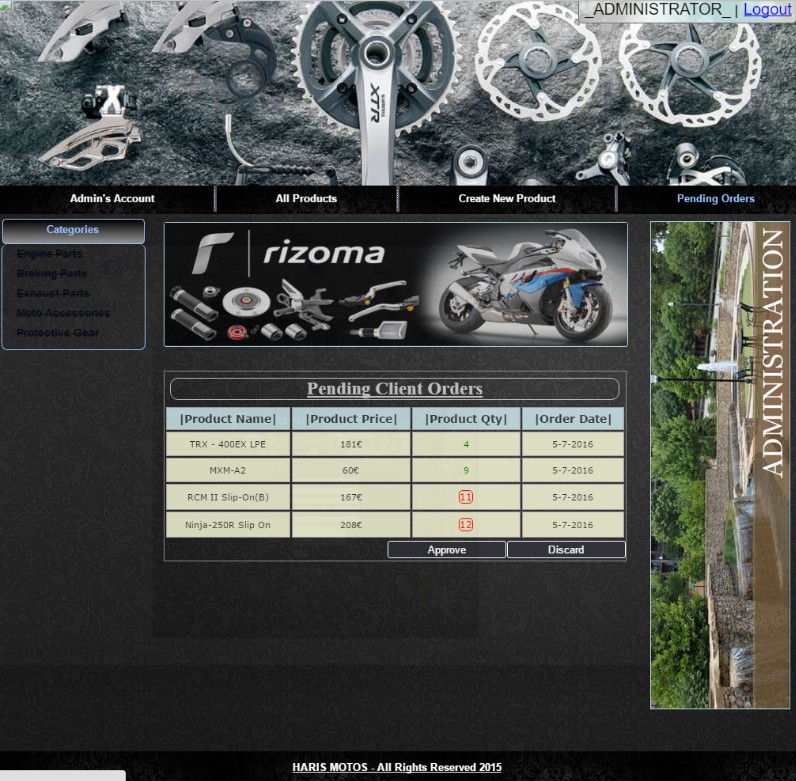 _ADMINISTRATOR_ | Logout
XTR
Admin's Account All Products Create New Product Pending Orders
Categories
Engine Parts
Braking Parts
Exhaust Parts
Moto Accessories
Protective Gear
rizoma
ADMINISTRATION
Pending Client Orders
|Product Name| |Product Price| |Product Qty| |Order Date|
TRX - 400EX LPE 181€ 4 5-7-2016
MXM-A2 60€ 9 5-7-2016
RCM II Slip-On(B) 167€ 11 5-7-2016
Ninja-250R Slip On 208€ 12 5-7-2016
Approve Discard
HARIS MOTOS - All Rights Reserved 2015